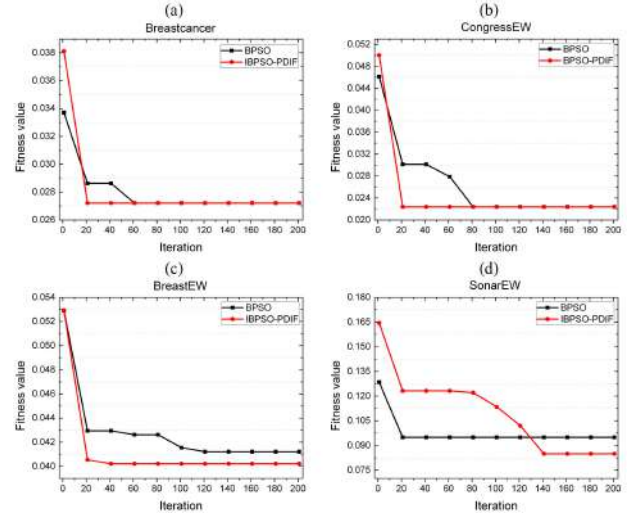 (a)
Breastcancer
BPSO
IBPSO-PDIF
0.038
0.036
0.034
0.032
0.030
0.028
0.026
Fitness value
0 20 40 60 80 100 120 140 160 180 200
Iteration
(b)
CongressEW
BPSO
BPSO-PDIF
0.052
0.048
0.044
0.040
0.036
0.032
0.028
0.024
0.020
Fitness value
0 20 40 60 80 100 120 140 160 180 200
Iteration
(c)
BreastEW
BPSO
IBPSO-PDIF
0.054
0.052
0.050
0.048
0.046
0.044
0.042
0.040
Fitness value
0 20 40 60 80 100 120 140 160 180 200
Iteration
(d)
SonarEW
BPSO
IBPSO-PDIF
0.180
0.165
0.150
0.135
0.120
0.105
0.090
0.075
Fitness value
0 20 40 60 80 100 120 140 160 180 200
Iteration